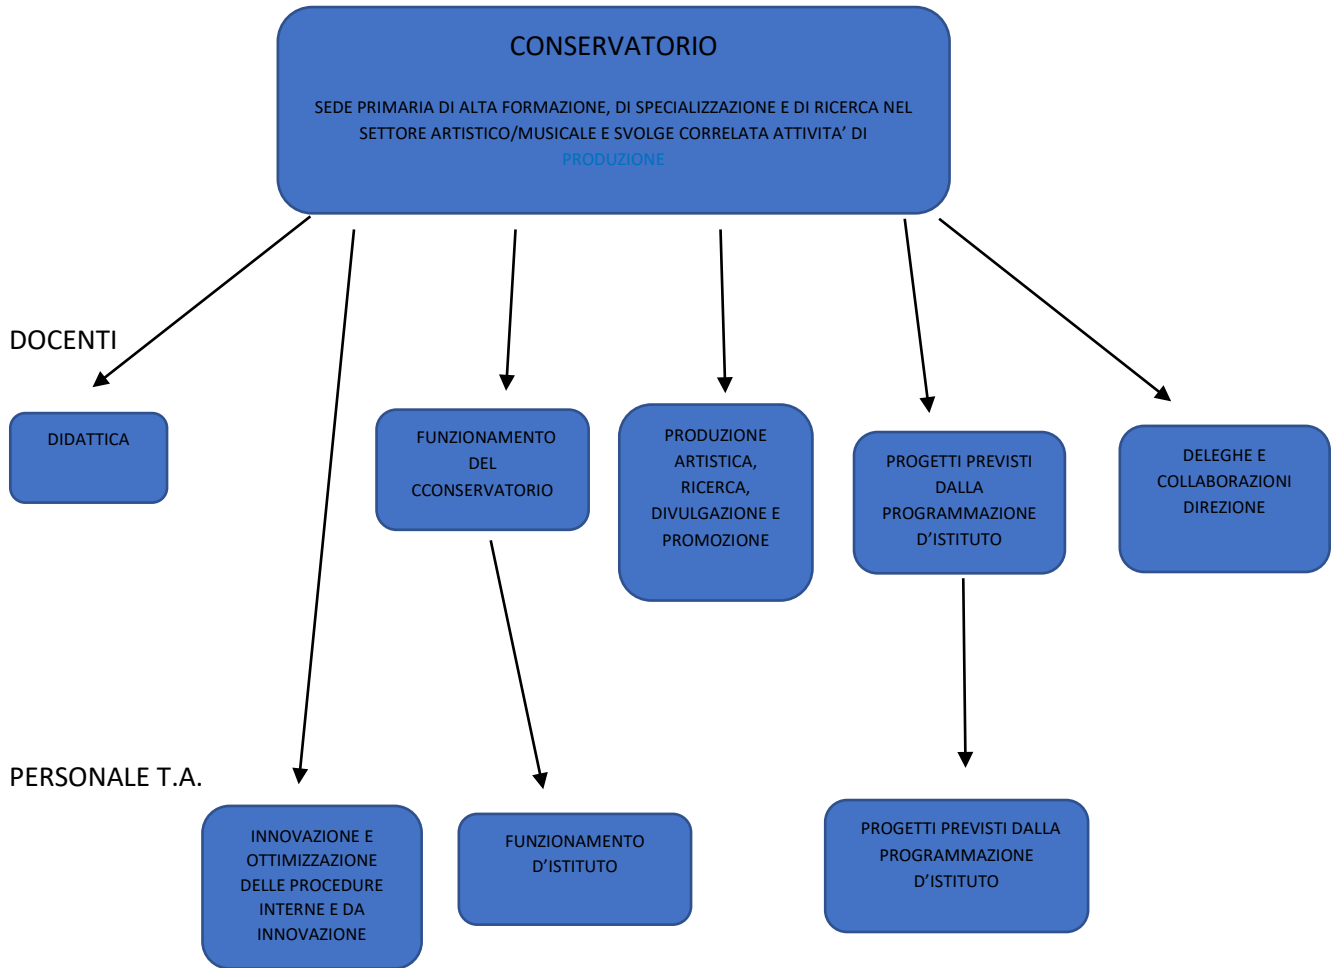 CONSERVATORIO
SEDE PRIMARIA DI ALTA FORMAZIONE, DI SPECIALIZZAZIONE E DI RICERCA NEL
SETTORE ARTISTICO/MUSICALE E SVOLGE CORRELATA ATTIVITA’ DI
PRODUZIONE
DOCENTI
DIDATTICA
FUNZIONAMENTO
DEL
CCONSERVATORIO
PRODUZIONE
ARTISTICA,
RICERCA,
DIVULGAZIONE E
PROMOZIONE
PROGETTI PREVISTI
DALLA
PROGRAMMAZIONE
D’ISTITUTO
DELEGHE E
COLLABORAZIONI
DIREZIONE
PERSONALE T.A.
INNOVAZIONE E
OTTIMIZZAZIONE
DELLE PROCEDURE
INTERNE E DA
INNOVAZIONE
FUNZIONAMENTO
D’ISTITUTO
PROGETTI PREVISTI DALLA
PROGRAMMAZIONE
D’ISTITUTO